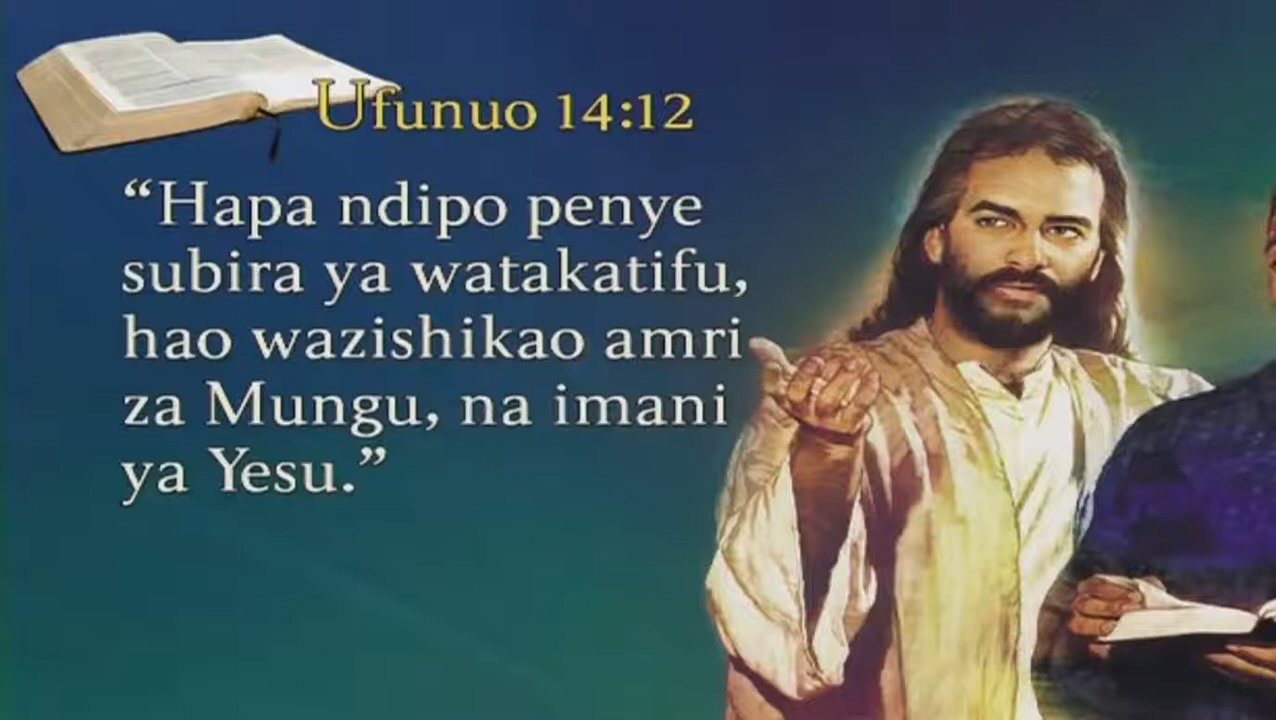 Ufunuo 14:12
“Hapa ndipo penye
subira ya watakatifu,
hao wazishikao amri
za Mungu, na imani
ya Yesu.”